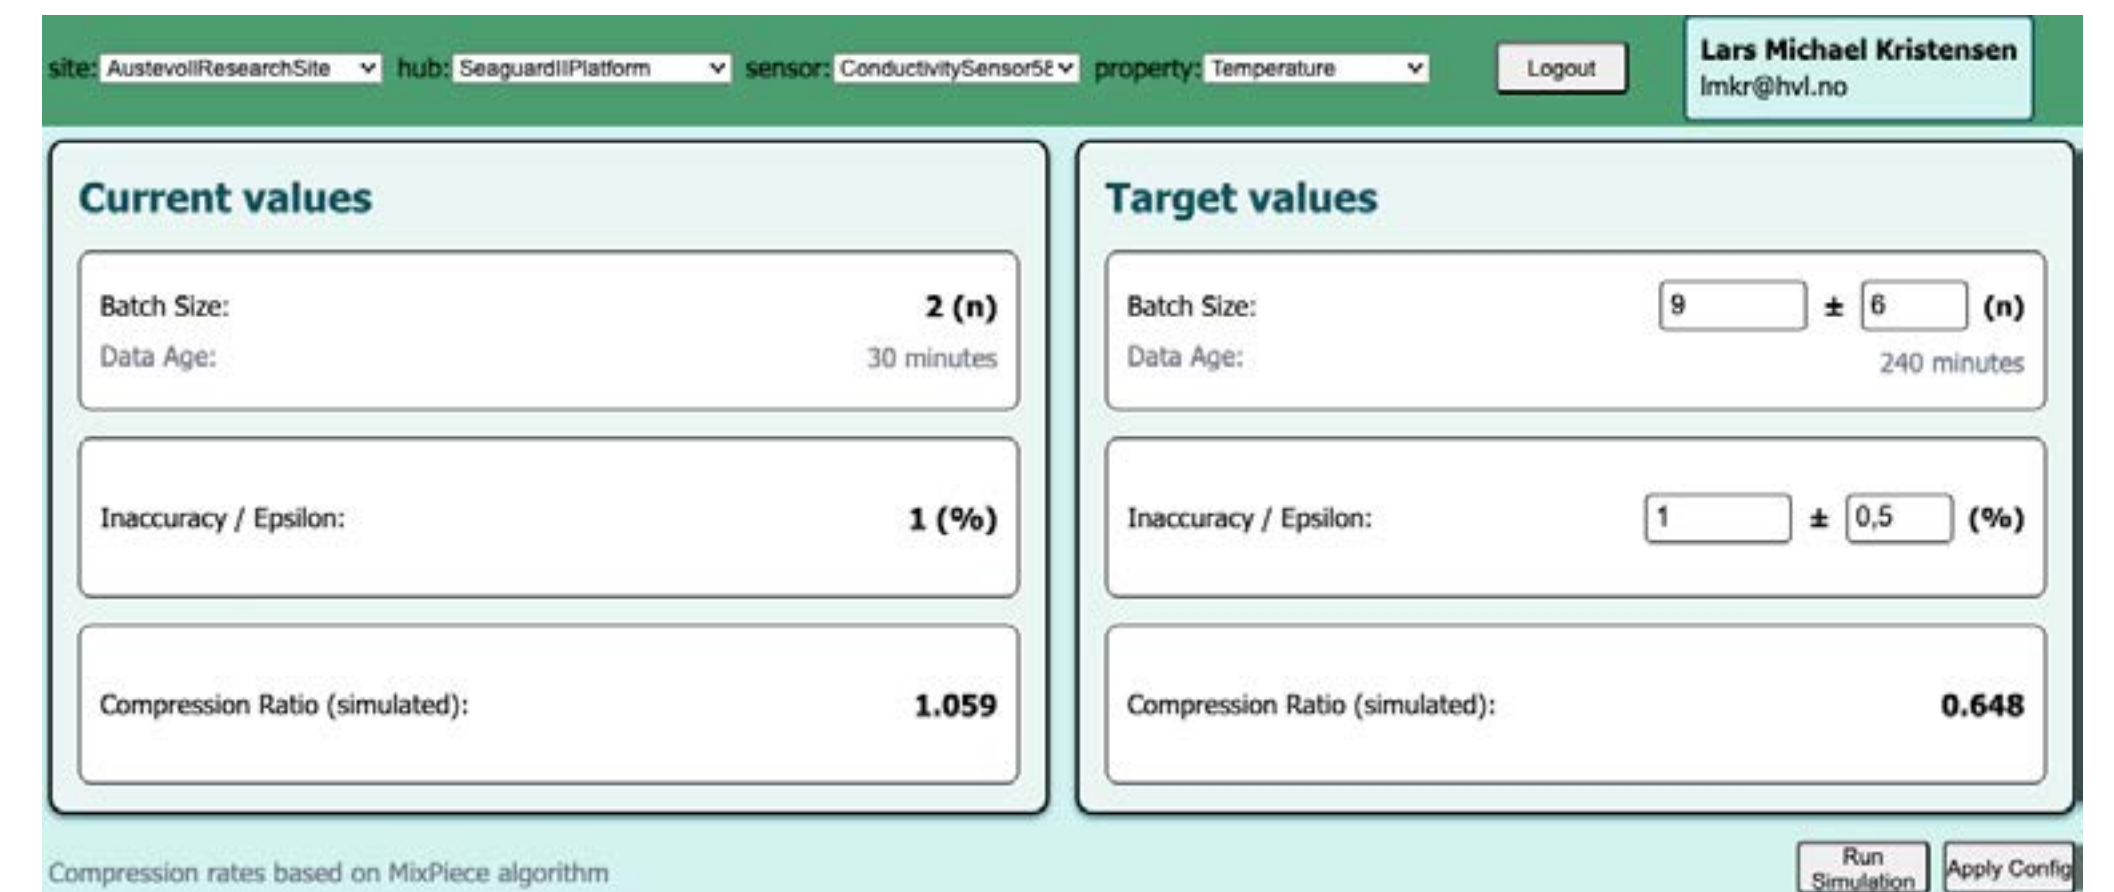 site: AustevollResearchSite hub: SeaguardIIPlatform sensor: ConductivitySensor58 property: Temperature Logout
Lars Michael Kristensen
lmkr@hvl.no
Current values
Batch Size: 2 (n)
Data Age: 30 minutes
Inaccuracy / Epsilon: 1 (%)
Compression Ratio (simulated): 1.059
Target values
Batch Size: 9 ± 6 (n)
Data Age: 240 minutes
Inaccuracy / Epsilon: 1 ± 0,5 (%)
Compression Ratio (simulated): 0.648
Compression rates based on MixPiece algorithm
Run
Simulation
Apply Config